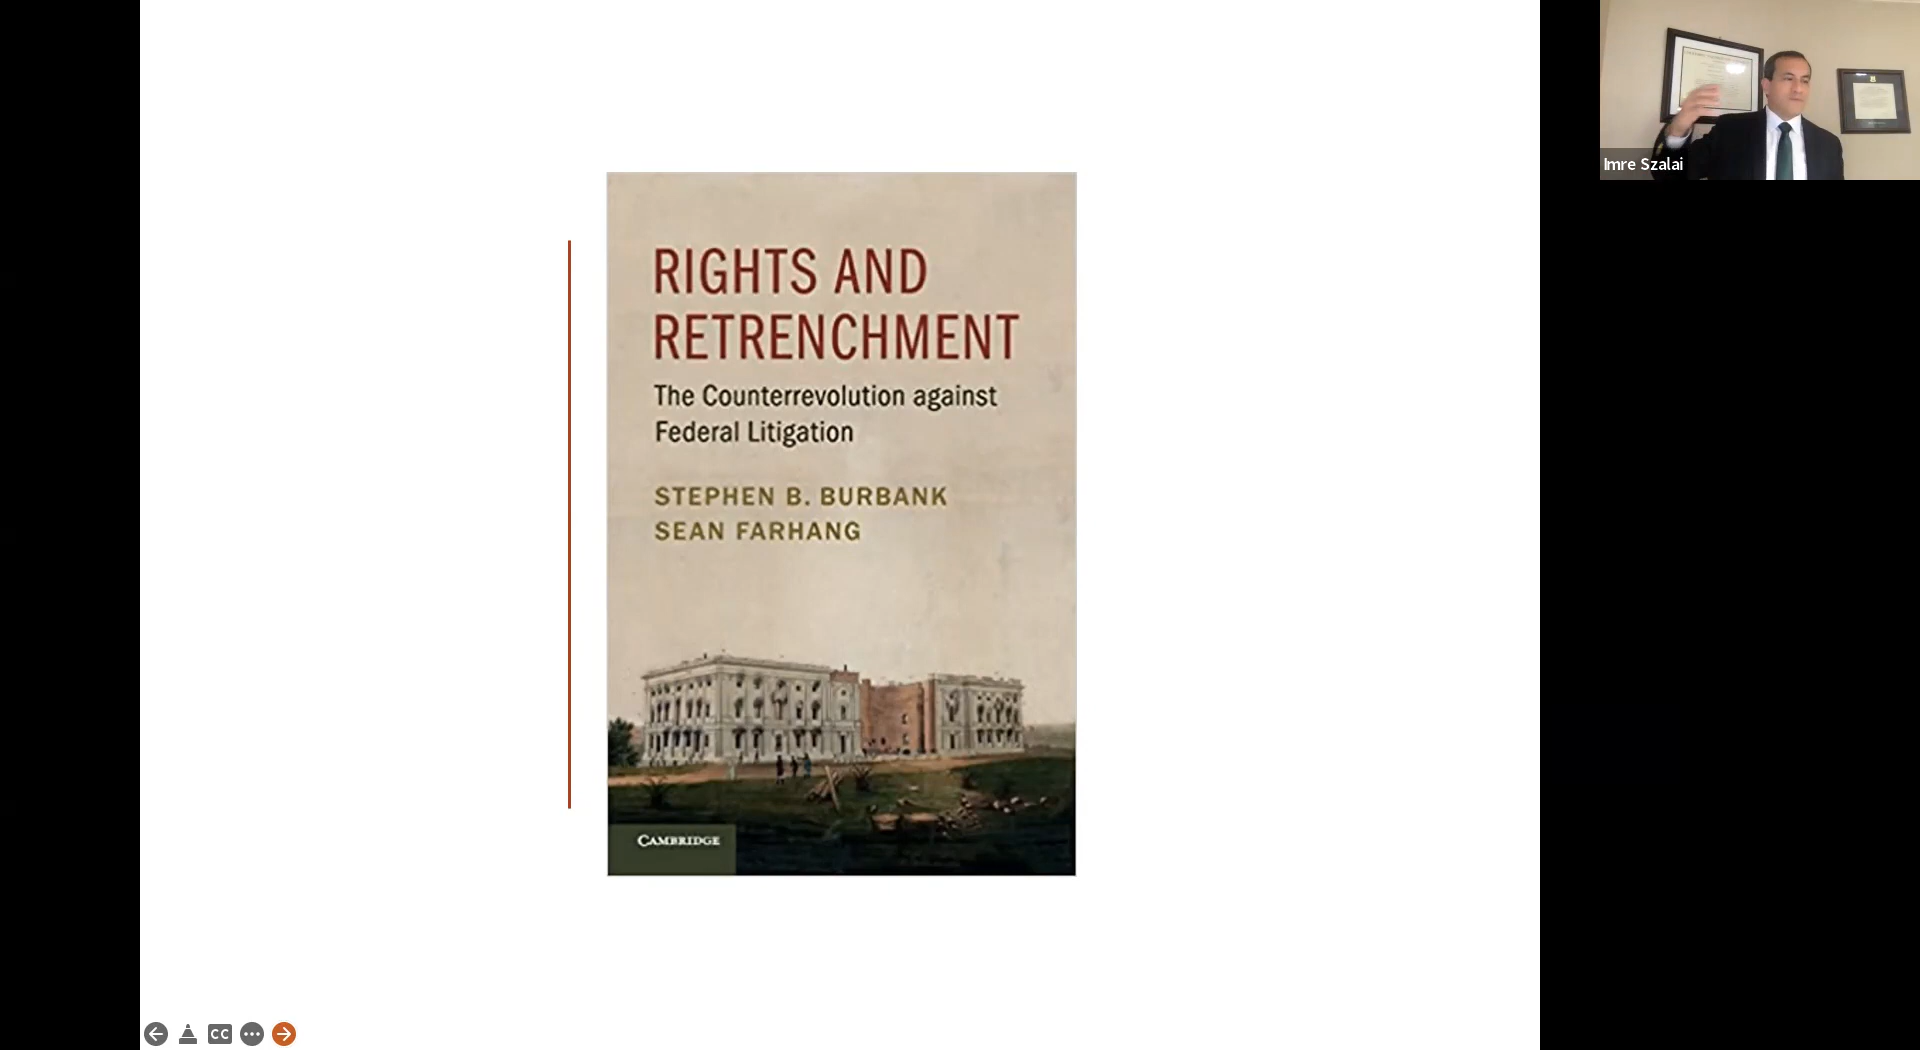 RIGHTS AND
RETRENCHMENT
The Counterrevolution against
Federal Litigation
STEPHEN B. BURBANK
SEAN FARHANG
CAMBRIDGE
Imre Szalai
CC